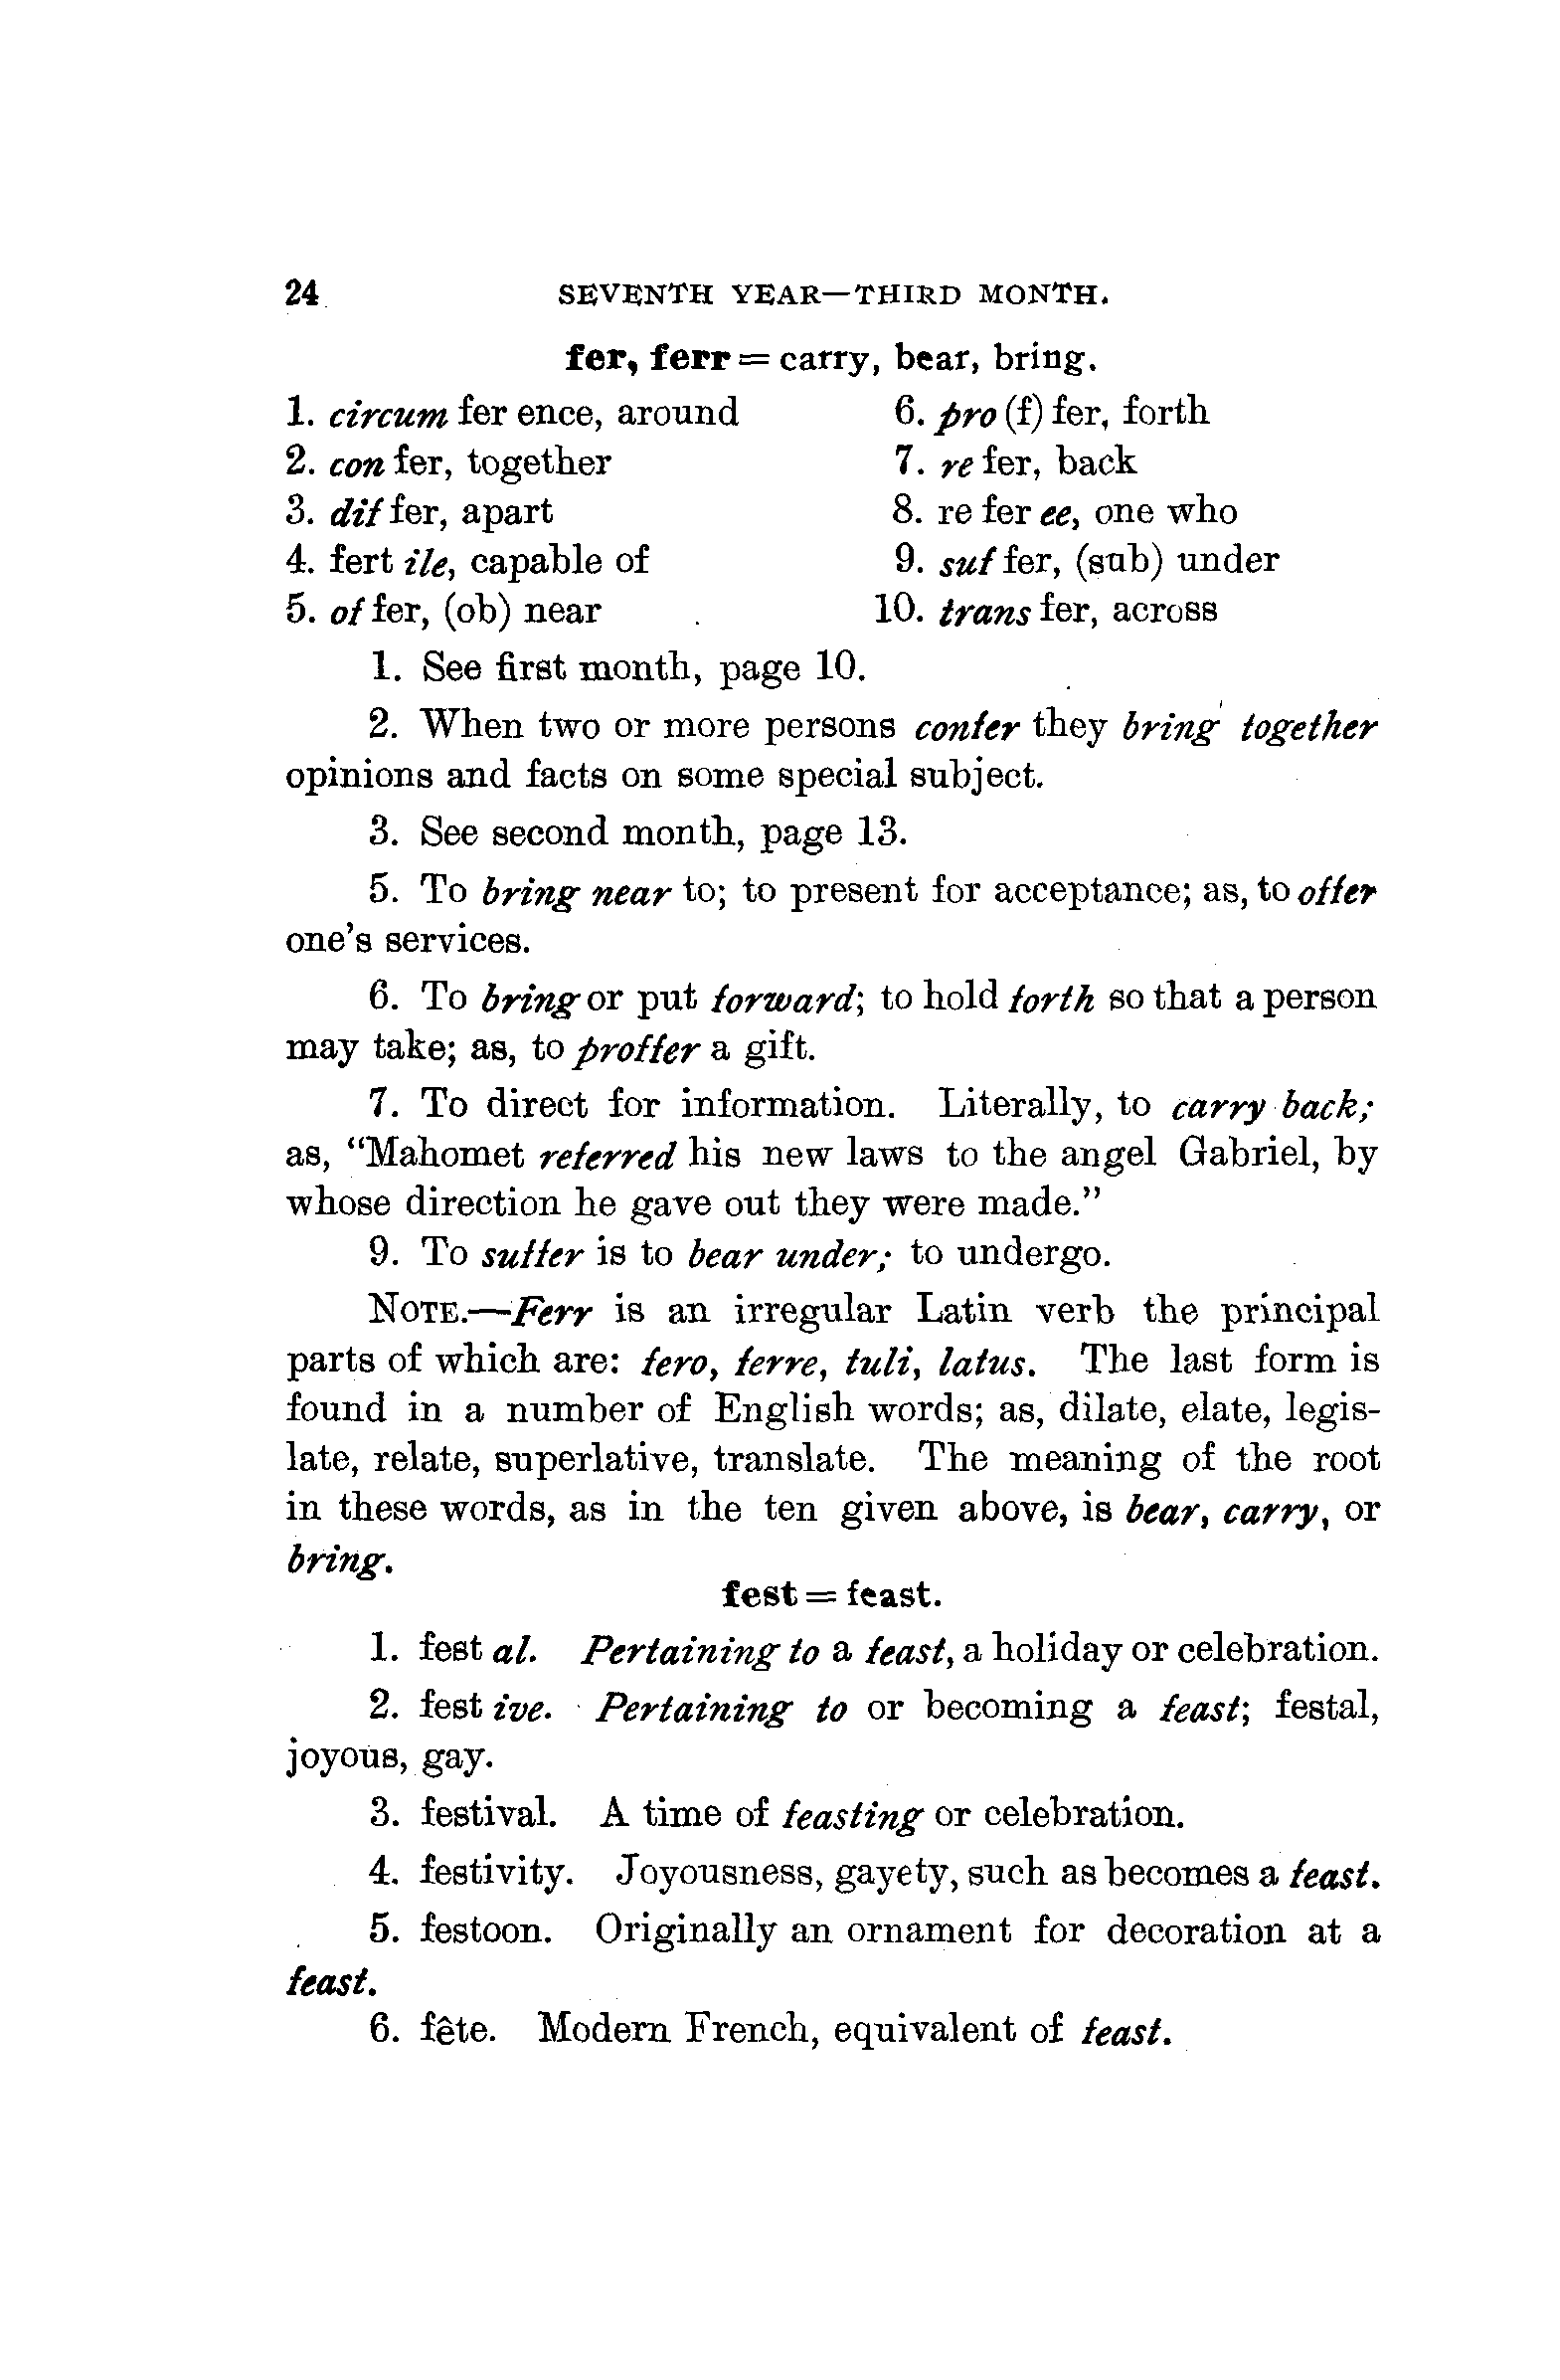 24 SEVENTH YEAR—THIRD MONTH.
fer, ferr = carry, bear, bring.
1. circum fer ence, around
2. con fer, together
3. dif fer, apart
4. fert ile, capable of
5. of fer, (ob) near
6. pro (f) fer, forth
7. re fer, back
8. re fer ee, one who
9. suf fer, (sub) under
10. trans fer, across
1. See first month, page 10.
2. When two or more persons confer they bring together
opinions and facts on some special subject.
3. See second month, page 13.
5. To bring near to; to present for acceptance; as, to offer
one's services.
6. To bring or put forward; to hold forth so that a person
may take; as, to proffer a gift.
7. To direct for information. Literally, to carry back;
as, “Mahomet referred his new laws to the angel Gabriel, by
whose direction he gave out they were made.”
9. To suffer is to bear under; to undergo.
NOTE.—Ferr is an irregular Latin verb the principal
parts of which are: fero, ferre, tuli, latus. The last form is
found in a number of English words; as, dilate, elate, legis-
late, relate, superlative, translate. The meaning of the root
in these words, as in the ten given above, is bear, carry, or
bring.
fest = feast.
1. fest al. Pertaining to a feast, a holiday or celebration.
2. fest ive. Pertaining to or becoming a feast; festal,
joyous, gay.
3. festival. A time of feasting or celebration.
4. festivity. Joyousness, gayety, such as becomes a feast.
5. festoon. Originally an ornament for decoration at a
feast.
6. fête. Modern French, equivalent of feast.